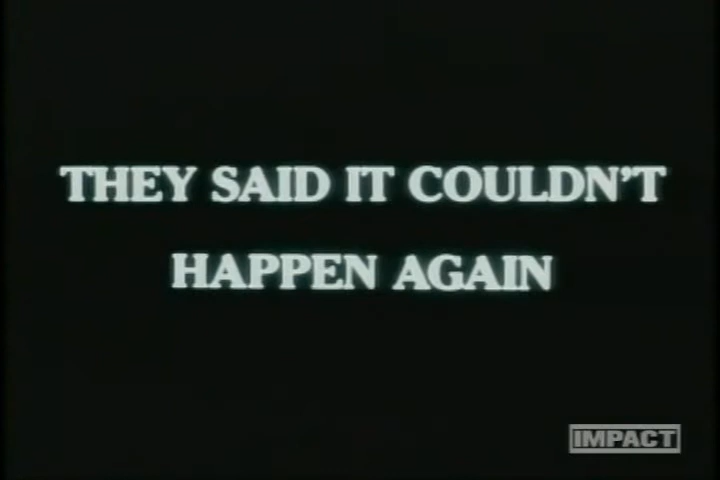 THEY SAID IT COULDN'T
HAPPEN AGAIN
IMPACT